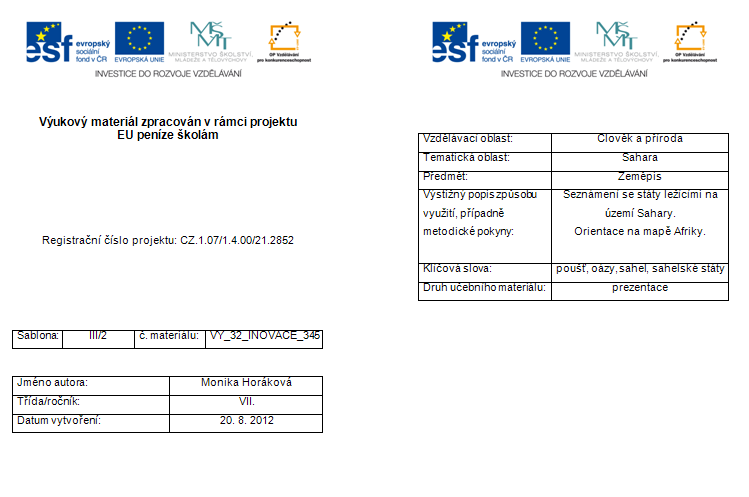 esf evropský sociální fond v ČR EVROPSKÁ UNIE MŠMT MINISTERSTVO ŠKOLSTVÍ, MLÁDEŽE A TĚLOVÝCHOVY OP Vzdělávání pro konkurenceschopnost
INVESTICE DO ROZVOJE VZDĚLÁVÁNÍ
Výukový materiál zpracován v rámci projektu
EU peníze školám
Registrační číslo projektu: CZ.1.07/1.4.00/21.2852
Šablona: III/2 č. materiálu: VY_32_INOVACE_345
Jméno autora: Monika Horáková
Třída/ročník: VII.
Datum vytvoření: 20. 8. 2012
esf evropský sociální fond v ČR EVROPSKÁ UNIE MŠMT MINISTERSTVO ŠKOLSTVÍ, MLÁDEŽE A TĚLOVÝCHOVY OP Vzdělávání pro konkurenceschopnost
INVESTICE DO ROZVOJE VZDĚLÁVÁNÍ
Vzdělávací oblast: Člověk a příroda
Tematická oblast: Sahara
Předmět: Zeměpis
Výstižný popis způsobu Seznámení se státy ležícími na
využití, případně území Sahary.
metodické pokyny: Orientace na mapě Afriky.
Klíčová slova: poušť, oázy, sahel, sahelské státy
Druh učebního materiálu: prezentace